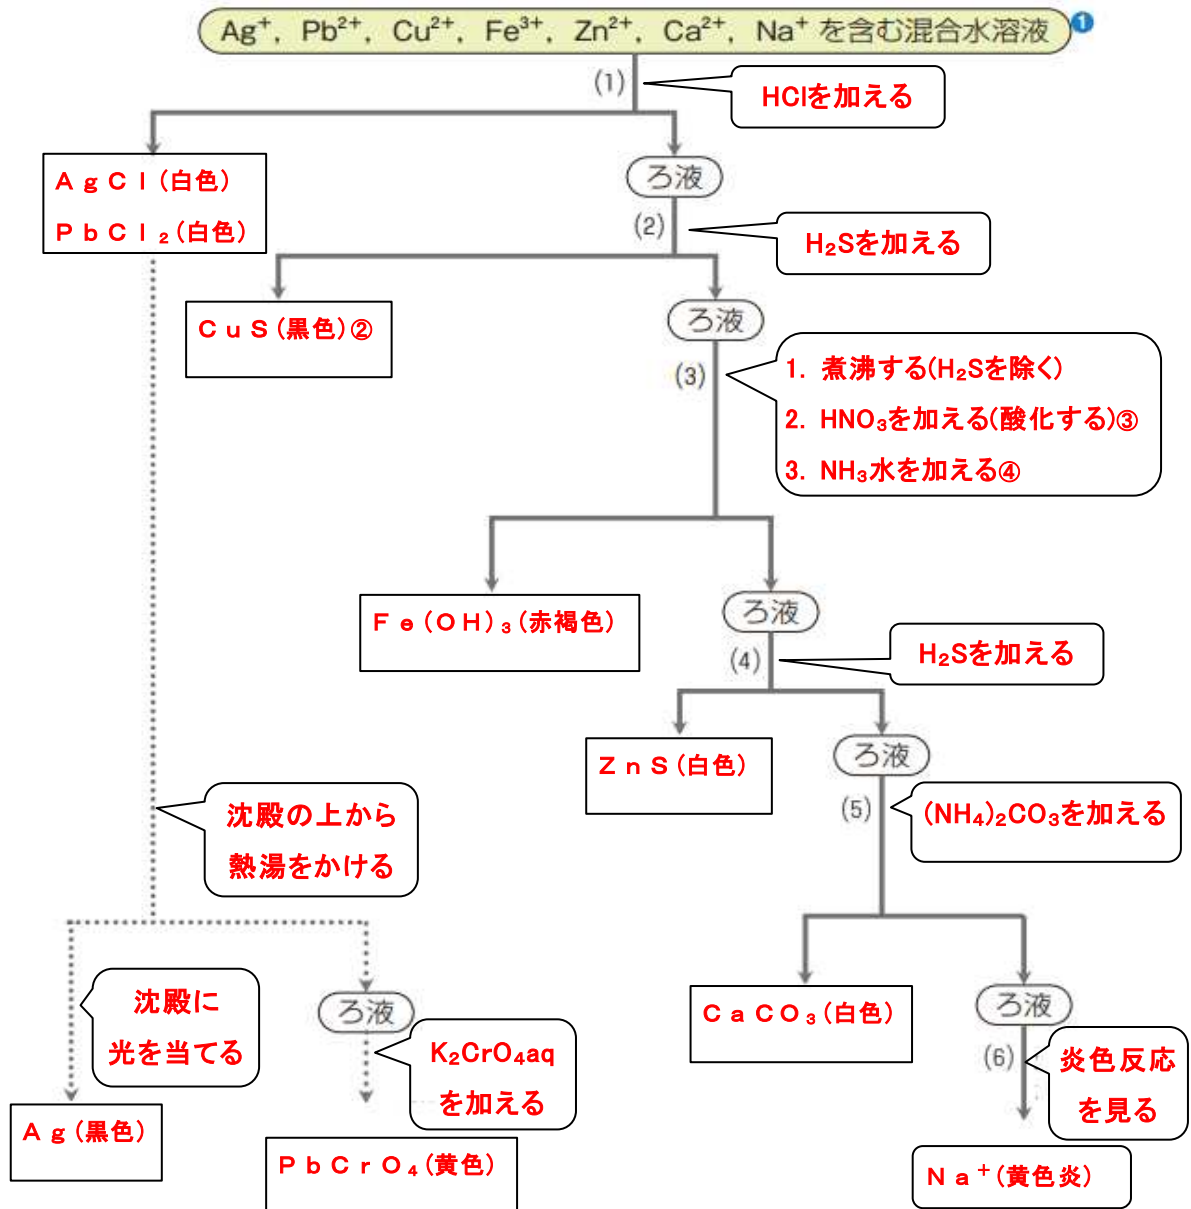 Ag⁺, Pb²⁺, Cu²⁺, Fe³⁺, Zn²⁺, Ca²⁺, Na⁺ を含む混合水溶液❶
(1)
HClを加える
ＡｇＣｌ(白色)
ＰｂＣｌ₂(白色)
ろ液
(2)
H₂Sを加える
ＣｕＳ(黒色)②
ろ液
(3)
1. 煮沸する(H₂Sを除く)
2. HNO₃を加える(酸化する)③
3. NH₃水を加える④
Ｆｅ(ＯＨ)₃(赤褐色)
ろ液
(4)
H₂Sを加える
ＺｎＳ(白色)
ろ液
(5)
(NH₄)₂CO₃を加える
沈殿の上から
熱湯をかける
沈殿に
光を当てる
ろ液
K₂CrO₄aq
を加える
ＣａＣＯ₃(白色)
ろ液
(6)
炎色反応
を見る
Ａｇ(黒色)
ＰｂＣｒＯ₄(黄色)
Ｎａ⁺(黄色炎)